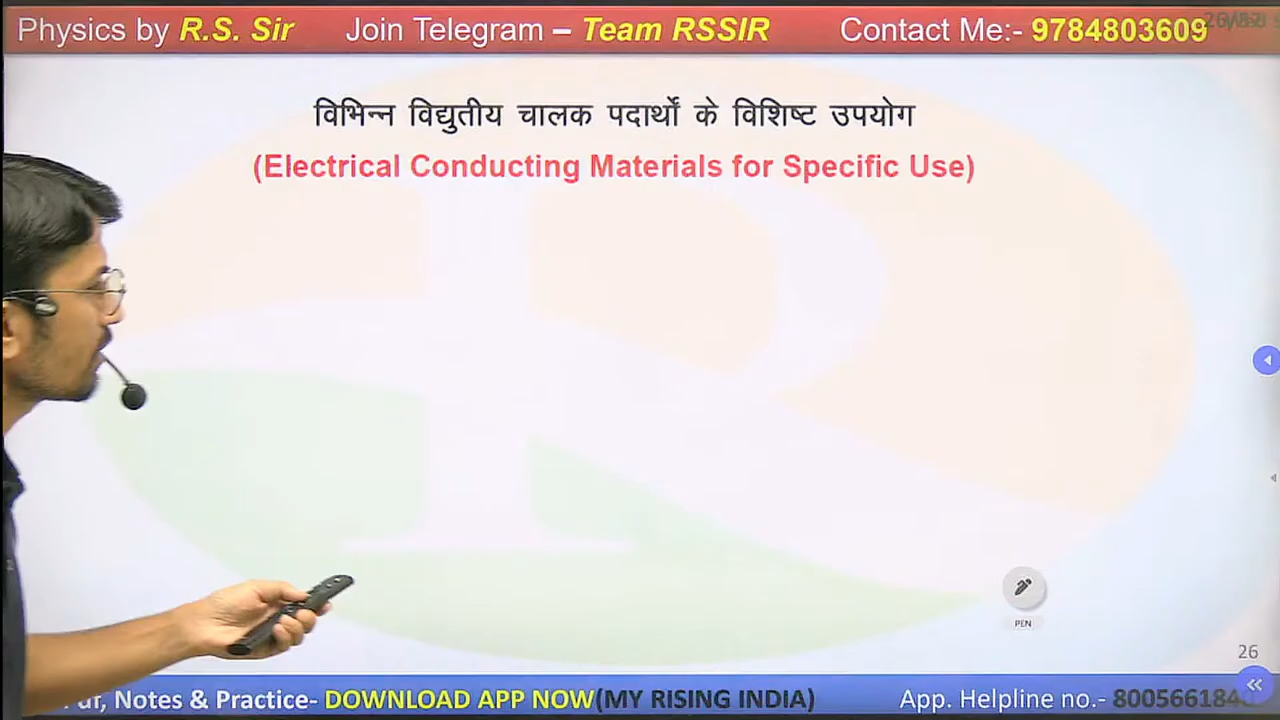 Physics by R.S. Sir Join Telegram – Team RSSIR Contact Me:- 9784803609
विभिन्न विद्युतीय चालक पदार्थों के विशिष्ट उपयोग
(Electrical Conducting Materials for Specific Use)
PEN
26
Notes & Practice- DOWNLOAD APP NOW(MY RISING INDIA) App. Helpline no.-